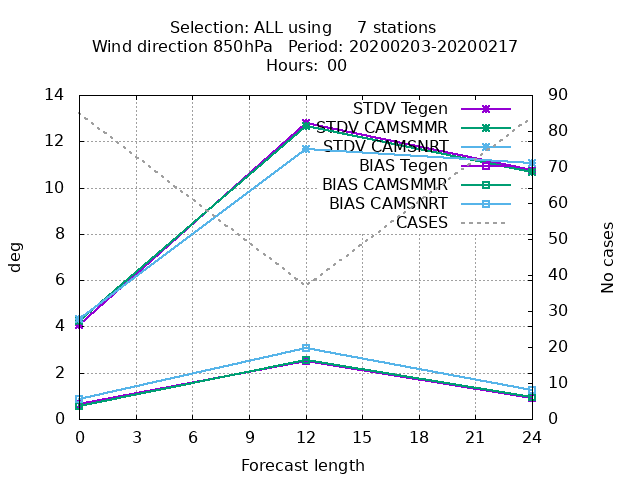 Selection: ALL using     7 stations
Wind direction 850hPa   Period: 20200203-20200217
Hours: 00
14
12
10
8
6
4
2
0
deg
90
80
70
60
50
40
30
20
10
0
No cases
STDV Tegen
STDV CAMSMMR
STDV CAMSNRT
BIAS Tegen
BIAS CAMSMMR
BIAS CAMSNRT
CASES
0 3 6 9 12 15 18 21 24
Forecast length